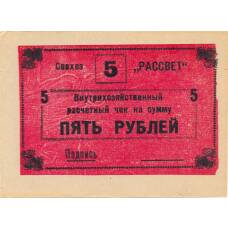 Совхоз 5 „РАССВЕТ"
Внутрихозяйственный
5 расчетный чек на сумму 5
ПЯТЬ РУБЛЕЙ
Подпись